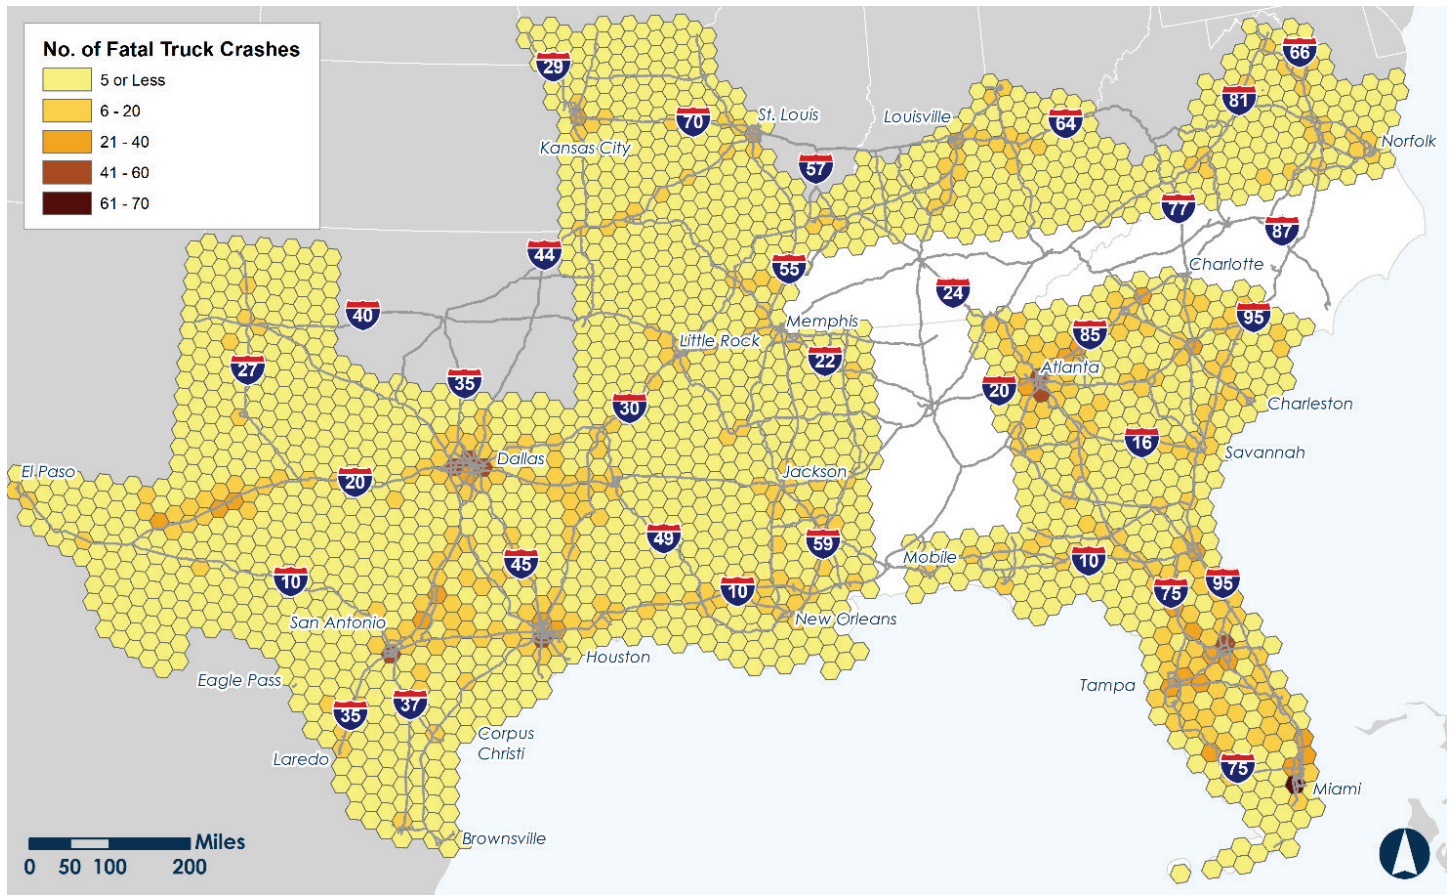 No. of Fatal Truck Crashes
5 or Less
6 - 20
21 - 40
41 - 60
61 - 70
29
66
81
70
St. Louis
Louisville
64
Kansas City
Norfolk
57
77
87
44
55
Charlotte
24
40
95
Memphis
85
Little Rock
22
27
Atlanta
35
20
30
Charleston
16
Savannah
El Paso
Dallas
Jackson
20
49
59
45
Mobile
10
10
10
75
95
San Antonio
New Orleans
Houston
Eagle Pass
Tampa
37
35
Corpus
Christi
Laredo
75
Miami
Brownsville
Miles
0 50 100 200